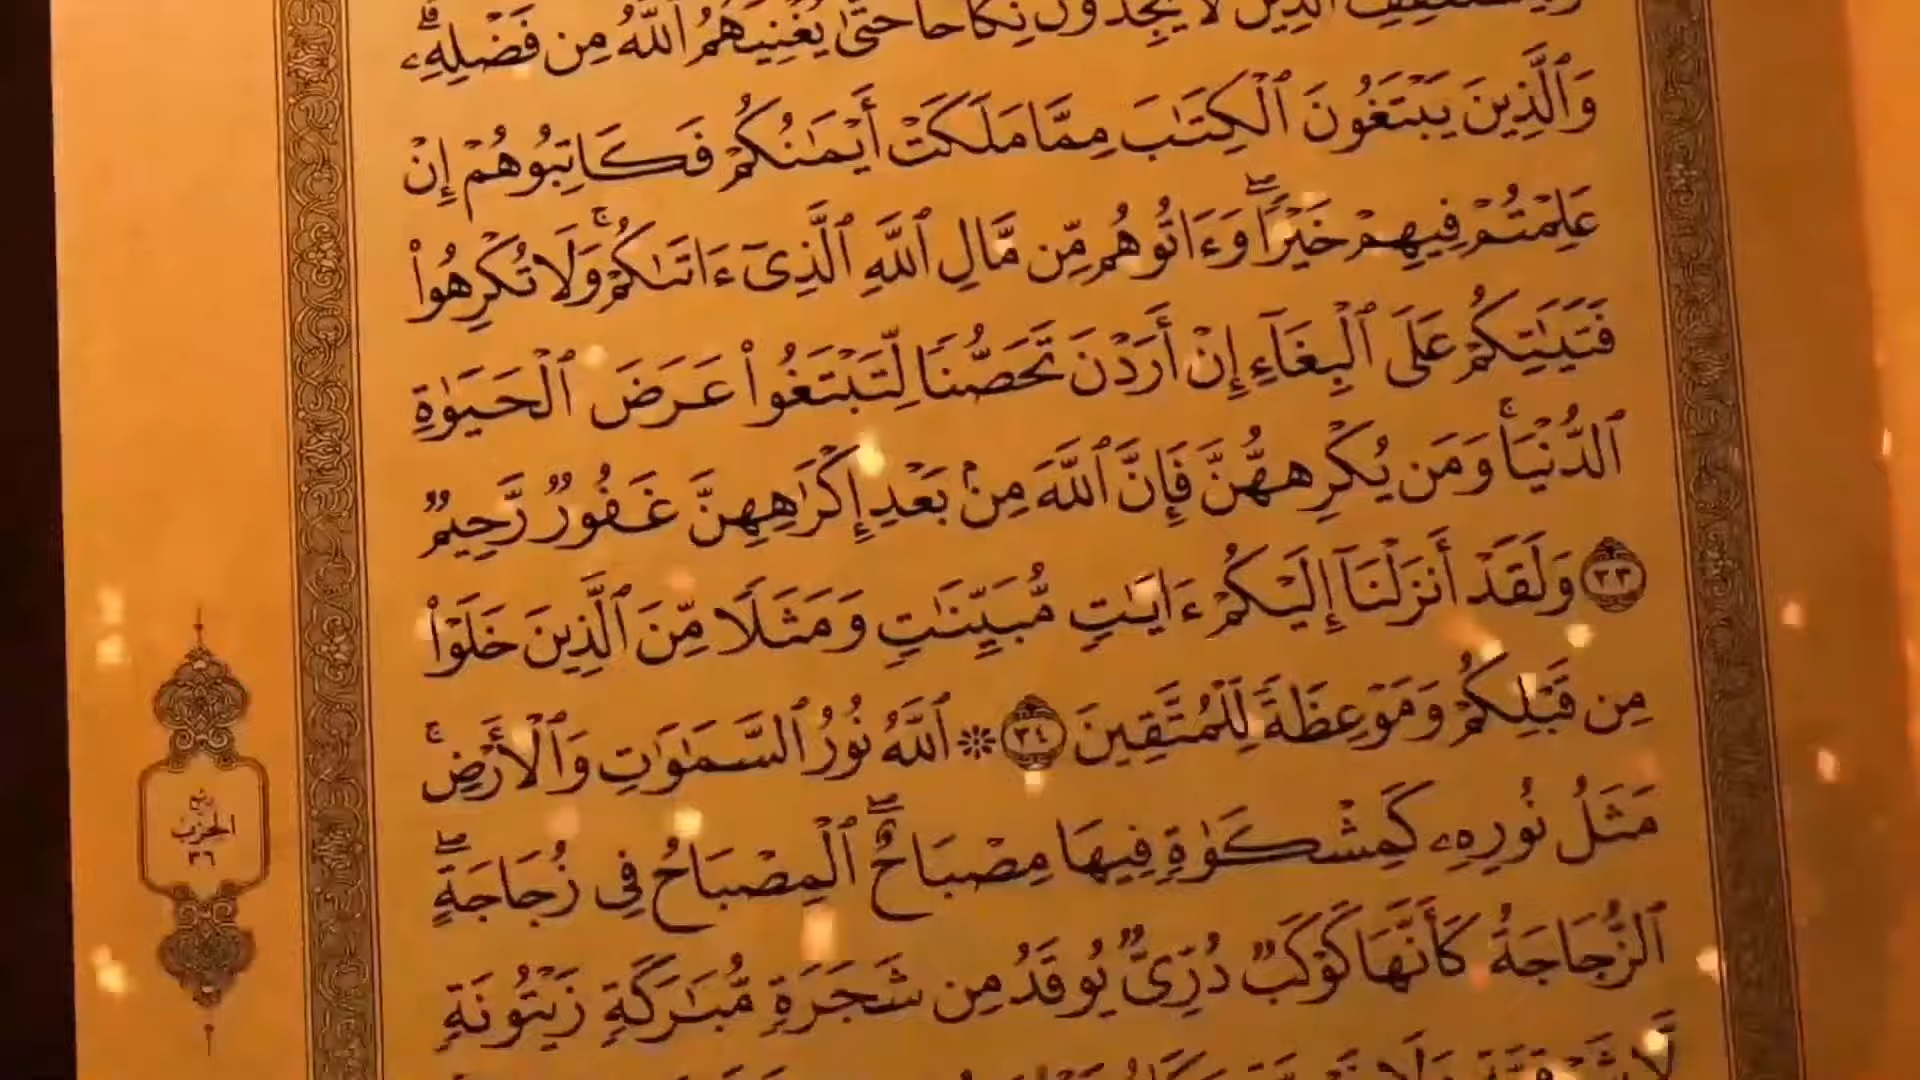 ٱلَّذِينَ لَا يَجِدُونَ نِكَاحًا حَتَّىٰ يُغْنِيَهُمُ ٱللَّهُ مِن فَضْلِهِۦۗ
وَٱلَّذِينَ يَبْتَغُونَ ٱلْكِتَٰبَ مِمَّا مَلَكَتْ أَيْمَٰنُكُمْ فَكَاتِبُوهُمْ إِنْ
عَلِمْتُمْ فِيهِمْ خَيْرًاۖ وَءَاتُوهُم مِّن مَّالِ ٱللَّهِ ٱلَّذِىٓ ءَاتَىٰكُمْۚ وَلَا تُكْرِهُوا۟
فَتَيَٰتِكُمْ عَلَى ٱلْبِغَآءِ إِنْ أَرَدْنَ تَحَصُّنًا لِّتَبْتَغُوا۟ عَرَضَ ٱلْحَيَوٰةِ
ٱلدُّنْيَاۚ وَمَن يُكْرِههُّنَّ فَإِنَّ ٱللَّهَ مِنۢ بَعْدِ إِكْرَٰهِهِنَّ غَفُورٌ رَّحِيمٌ
٣٣ وَلَقَدْ أَنزَلْنَآ إِلَيْكُمْ ءَايَٰتٍ مُّبَيِّنَٰتٍ وَمَثَلًا مِّنَ ٱلَّذِينَ خَلَوْا۟
مِن قَبْلِكُمْ وَمَوْعِظَةً لِّلْمُتَّقِينَ ٣٤ ۞ ٱللَّهُ نُورُ ٱلسَّمَٰوَٰتِ وَٱلْأَرْضِۚ
مَثَلُ نُورِهِۦ كَمِشْكَوٰةٍ فِيهَا مِصْبَاحٌۖ ٱلْمِصْبَاحُ فِى زُجَاجَةٍۖ
ٱلزُّجَاجَةُ كَأَنَّهَا كَوْكَبٌ دُرِّىٌّ يُوقَدُ مِن شَجَرَةٍ مُّبَٰرَكَةٍ زَيْتُونَةٍ
ربع
الحزب
٣٦